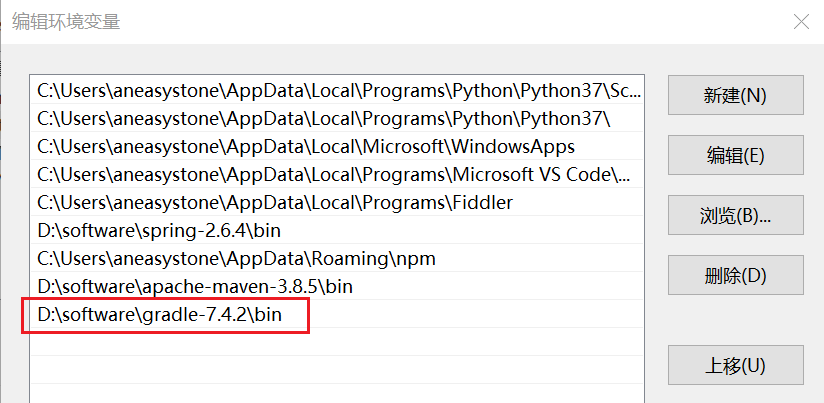 编辑环境变量
C:\Users\aneasystone\AppData\Local\Programs\Python\Python37\Sc...
C:\Users\aneasystone\AppData\Local\Programs\Python\Python37\
C:\Users\aneasystone\AppData\Local\Microsoft\WindowsApps
C:\Users\aneasystone\AppData\Local\Programs\Microsoft VS Code\...
C:\Users\aneasystone\AppData\Local\Programs\Fiddler
D:\software\spring-2.6.4\bin
C:\Users\aneasystone\AppData\Roaming\npm
D:\software\apache-maven-3.8.5\bin
D:\software\gradle-7.4.2\bin
新建(N)
编辑(E)
浏览(B)...
删除(D)
上移(U)